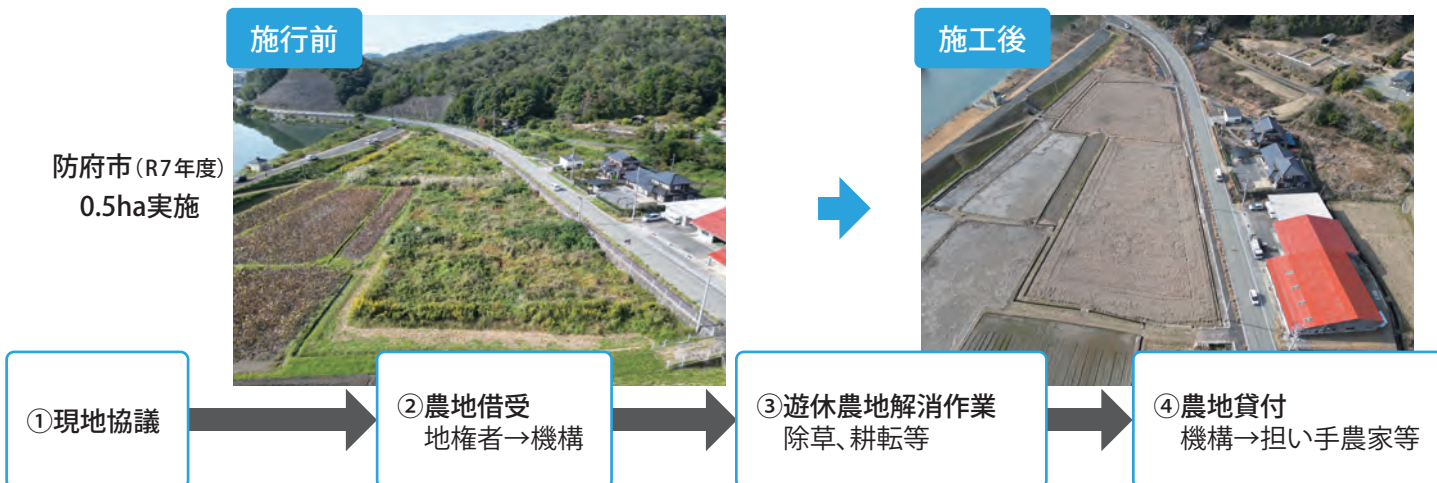 施行前
施工後
防府市（R7年度）
0.5ha実施
①現地協議
②農地借受
地権者→機構
③遊休農地解消作業
除草、耕転等
④農地貸付
機構→担い手農家等